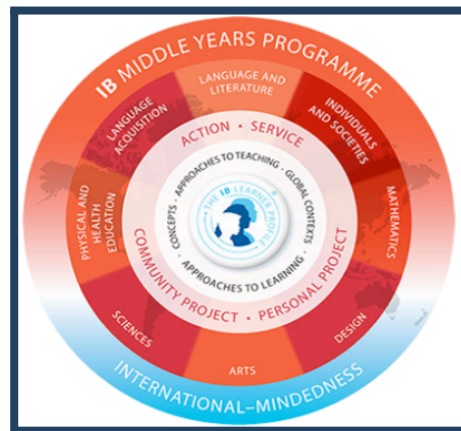 IB MIDDLE YEARS PROGRAMME
LANGUAGE AND
LITERATURE
LANGUAGE
ACQUISITION
INDIVIDUALS
AND SOCIETIES
PHYSICAL AND
HEALTH
EDUCATION
MATHEMATICS
SCIENCES
ARTS
DESIGN
ACTION • SERVICE
COMMUNITY PROJECT • PERSONAL PROJECT
CONCEPTS • APPROACHES TO TEACHING • GLOBAL CONTEXTS
• APPROACHES TO LEARNING •
THE IB LEARNER PROFILE
INTERNATIONAL–MINDEDNESS